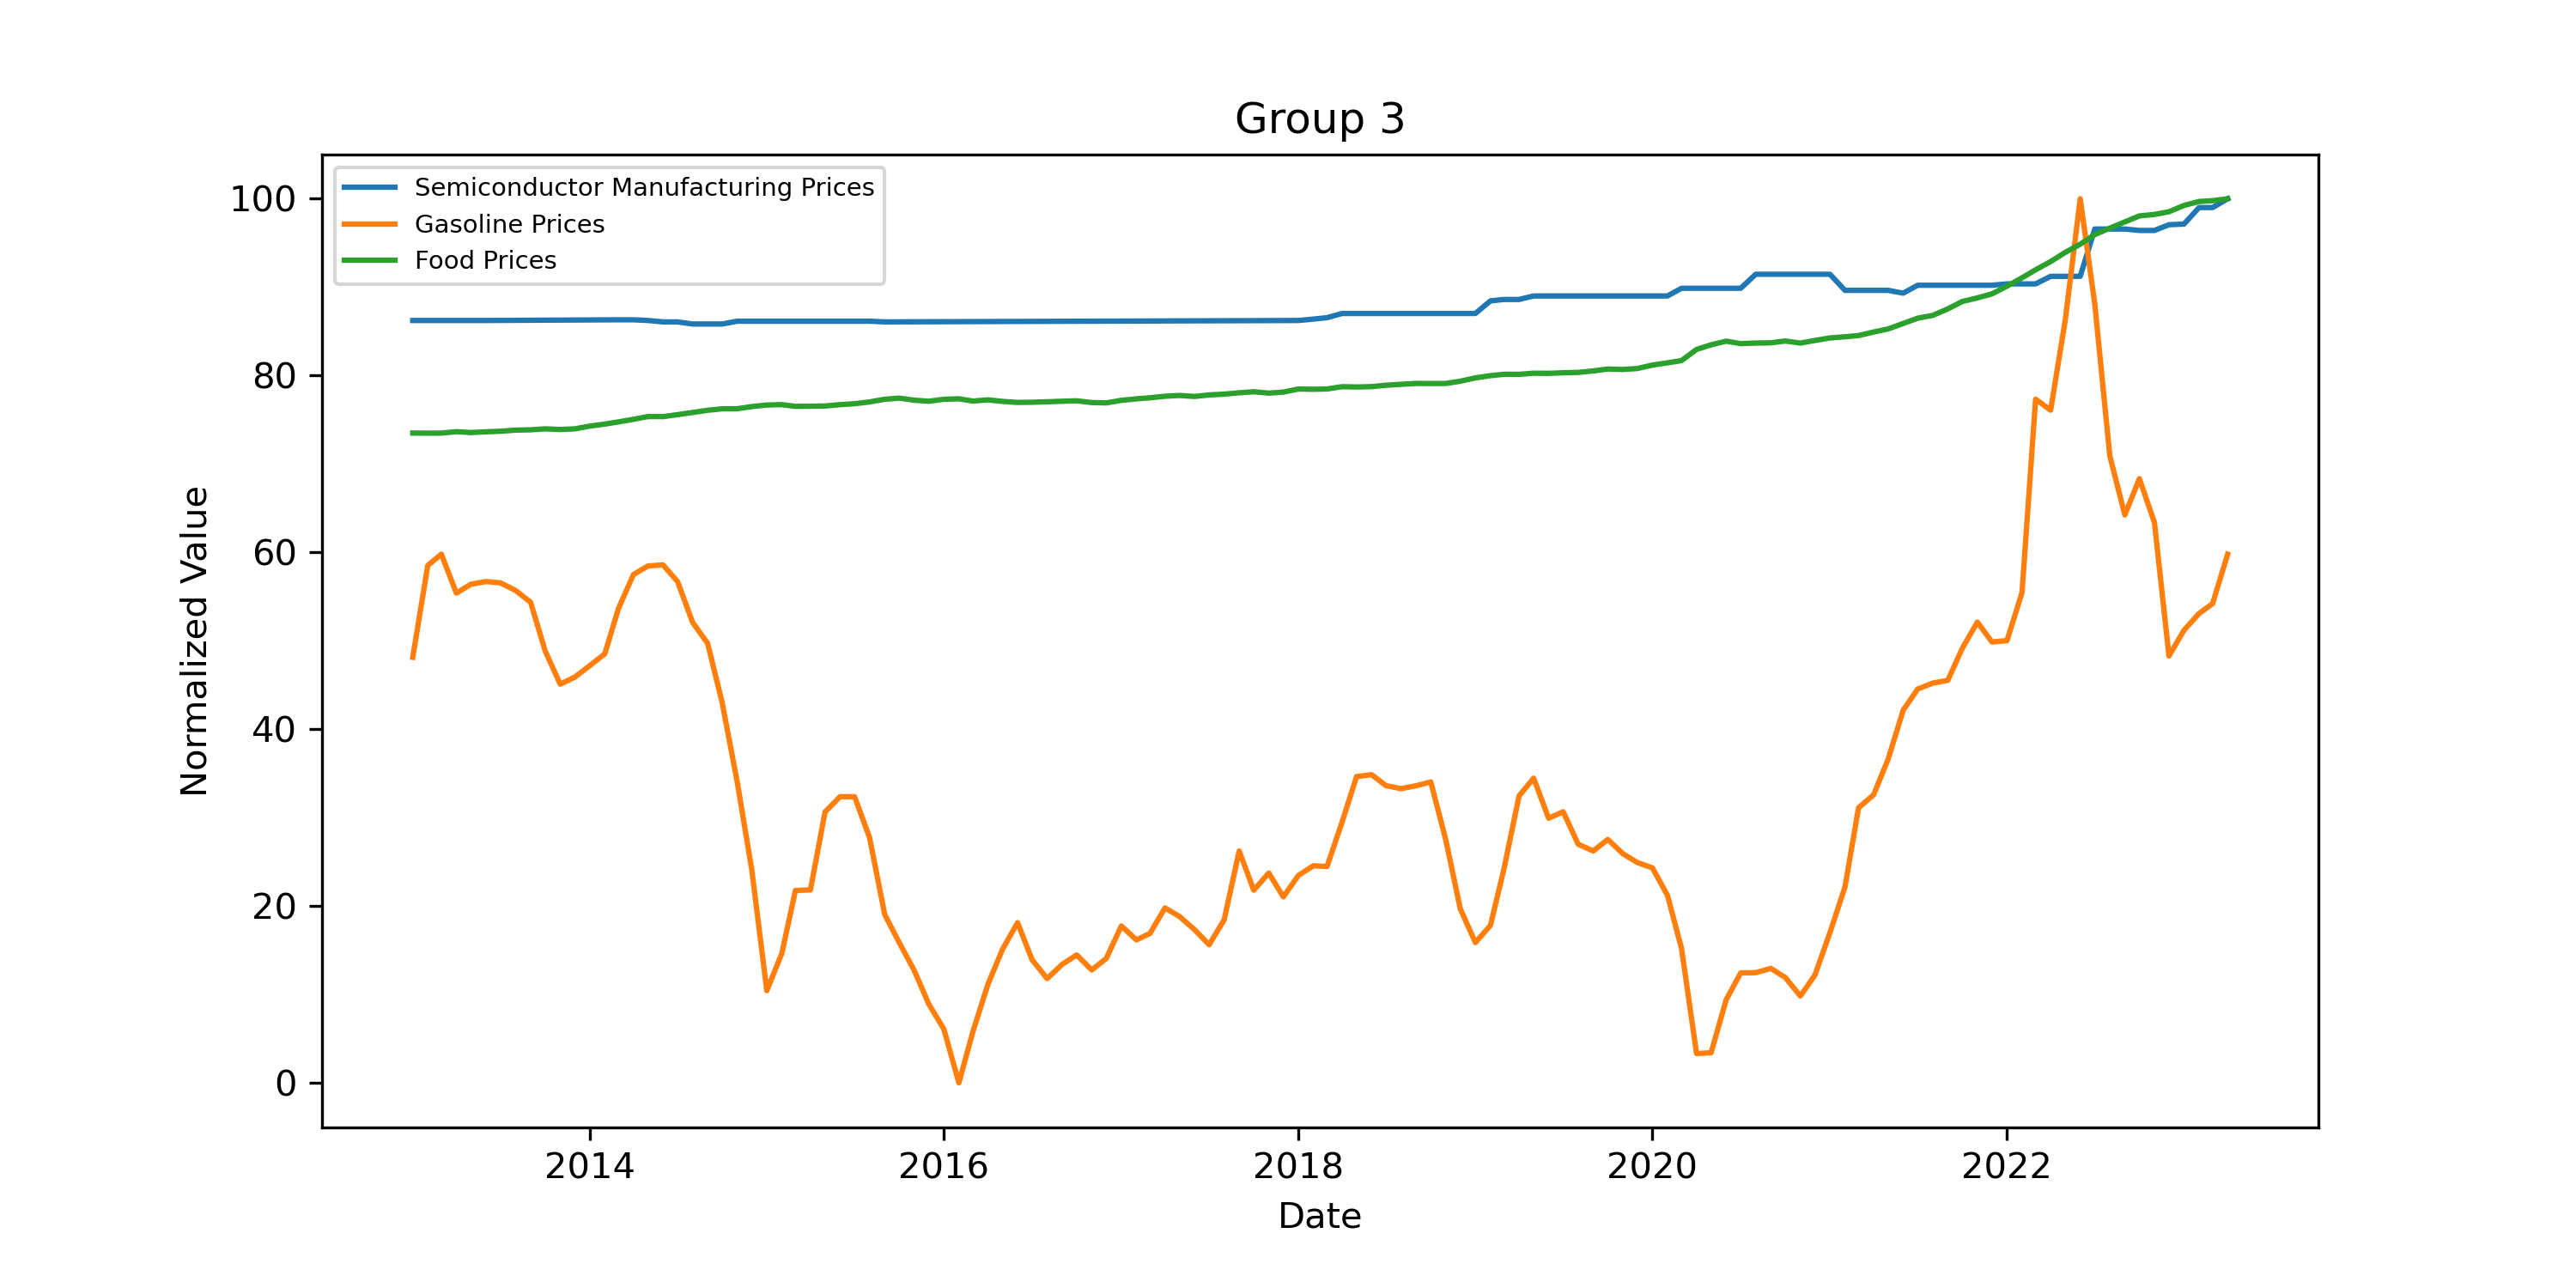 Group 3
Semiconductor Manufacturing Prices
Gasoline Prices
Food Prices
100
80
60
40
20
0
Normalized Value
2014 2016 2018 2020 2022
Date